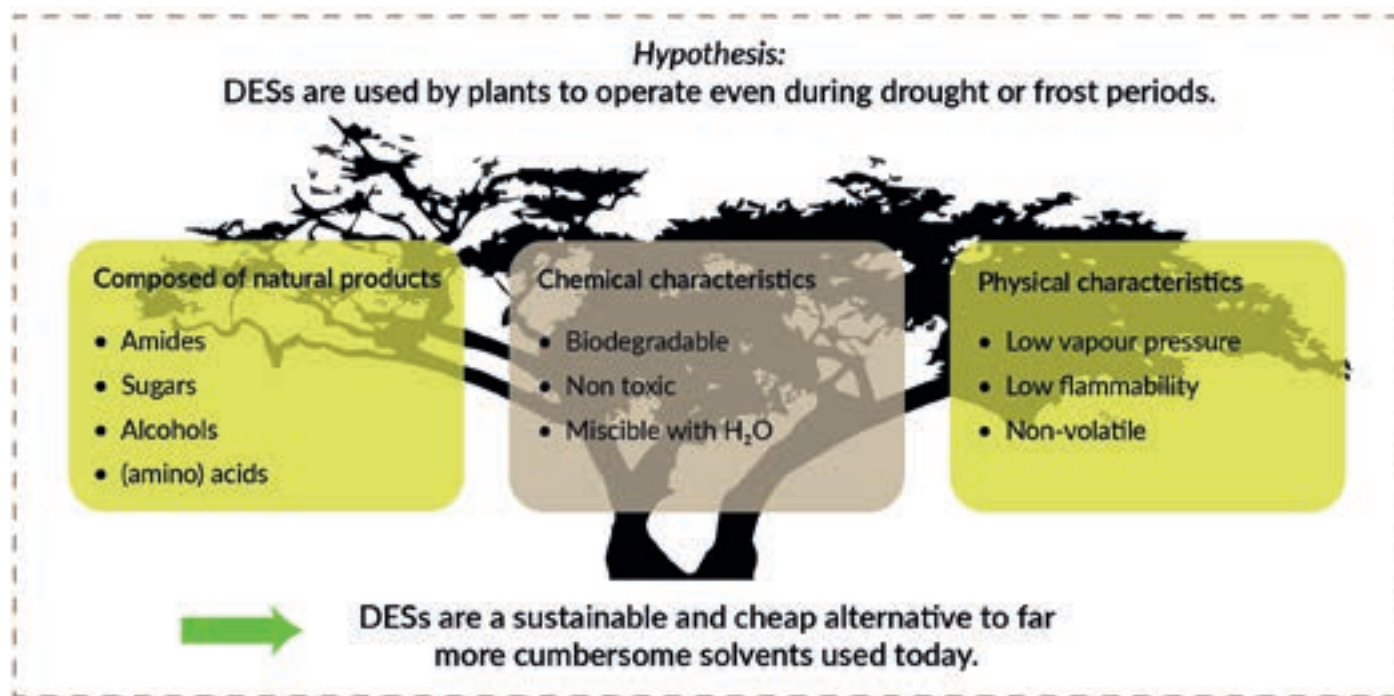 Hypothesis:
DESs are used by plants to operate even during drought or frost periods.
Composed of natural products
• Amides
• Sugars
• Alcohols
• (amino) acids
Chemical characteristics
• Biodegradable
• Non toxic
• Miscible with H₂O
Physical characteristics
• Low vapour pressure
• Low flammability
• Non-volatile
DESs are a sustainable and cheap alternative to far
more cumbersome solvents used today.